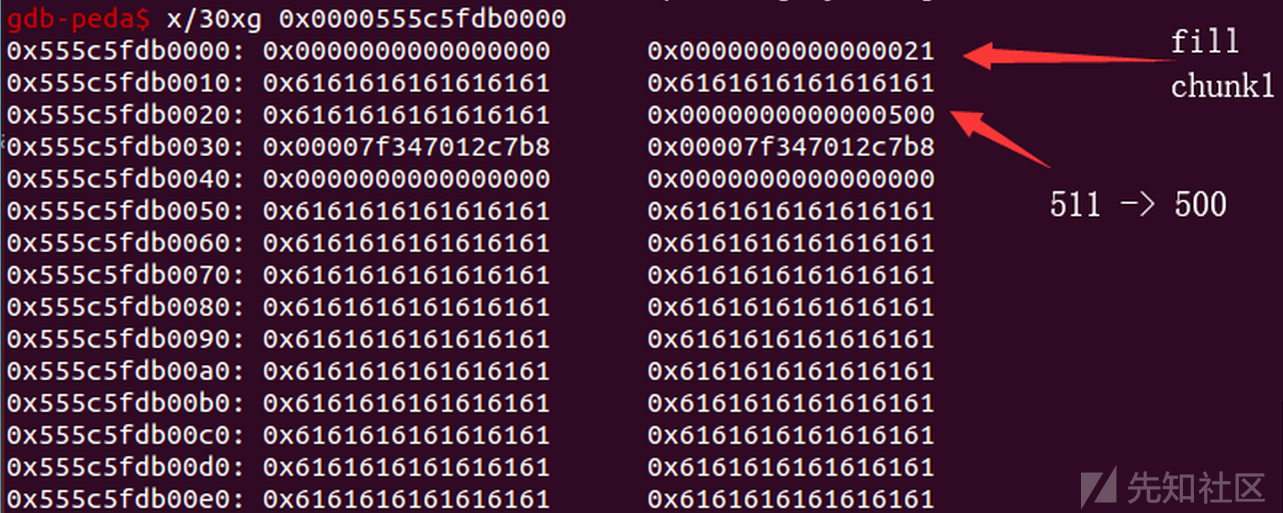 gdb-peda$ x/30xg 0x0000555c5fdb0000
0x555c5fdb0000: 0x0000000000000000 0x0000000000000021
0x555c5fdb0010: 0x6161616161616161 0x6161616161616161
0x555c5fdb0020: 0x6161616161616161 0x0000000000000500
0x555c5fdb0030: 0x00007f347012c7b8 0x00007f347012c7b8
0x555c5fdb0040: 0x0000000000000000 0x0000000000000000
0x555c5fdb0050: 0x6161616161616161 0x6161616161616161
0x555c5fdb0060: 0x6161616161616161 0x6161616161616161
0x555c5fdb0070: 0x6161616161616161 0x6161616161616161
0x555c5fdb0080: 0x6161616161616161 0x6161616161616161
0x555c5fdb0090: 0x6161616161616161 0x6161616161616161
0x555c5fdb00a0: 0x6161616161616161 0x6161616161616161
0x555c5fdb00b0: 0x6161616161616161 0x6161616161616161
0x555c5fdb00c0: 0x6161616161616161 0x6161616161616161
0x555c5fdb00d0: 0x6161616161616161 0x6161616161616161
0x555c5fdb00e0: 0x6161616161616161 0x6161616161616161
fill
chunk1
511 -> 500
先知社区